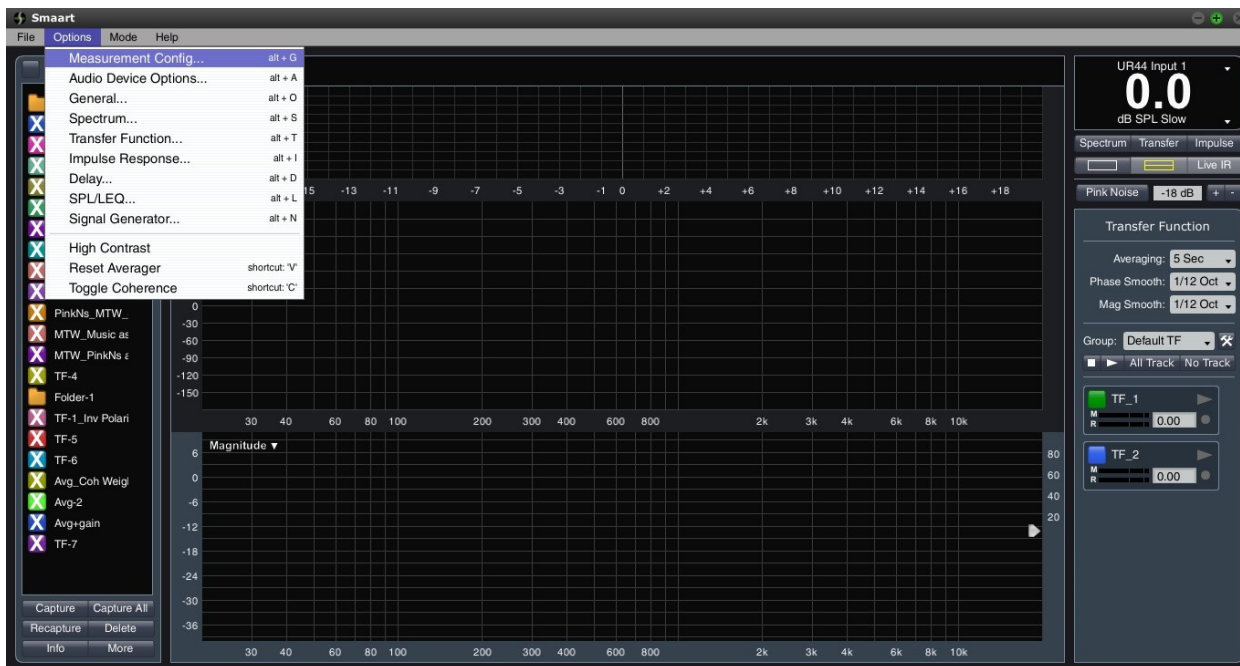 Smaart
File Options Mode Help
Measurement Config... alt + G
Audio Device Options... alt + A
General... alt + O
Spectrum... alt + S
Transfer Function... alt + T
Impulse Response... alt + I
Delay... alt + D
SPL/LEQ... alt + L
Signal Generator... alt + N
High Contrast
Reset Averager shortcut: 'V'
Toggle Coherence shortcut: 'C'
PinkNs_MTW_
MTW_Music as
MTW_PinkNs a
TF-4
Folder-1
TF-1_Inv Polari
TF-5
TF-6
Avg_Coh Weigl
Avg-2
Avg+gain
TF-7
Capture Capture All
Recapture Delete
Info More
15 -13 -11 -9 -7 -5 -3 -1 0 +2 +4 +6 +8 +10 +12 +14 +16 +18
0
-30
-60
-90
-120
-150
30 40 60 80 100 200 300 400 600 800 2k 3k 4k 6k 8k 10k
Magnitude ▼
6
0
-6
-12
-18
-24
-30
-36
80
60
40
20
30 40 60 80 100 200 300 400 600 800 2k 3k 4k 6k 8k 10k
UR44 Input 1
0.0
dB SPL Slow
Spectrum Transfer Impulse
Live IR
Pink Noise -18 dB + -
Transfer Function
Averaging: 5 Sec
Phase Smooth: 1/12 Oct
Mag Smooth: 1/12 Oct
Group: Default TF
All Track No Track
TF_1
M
R 0.00
TF_2
M
R 0.00